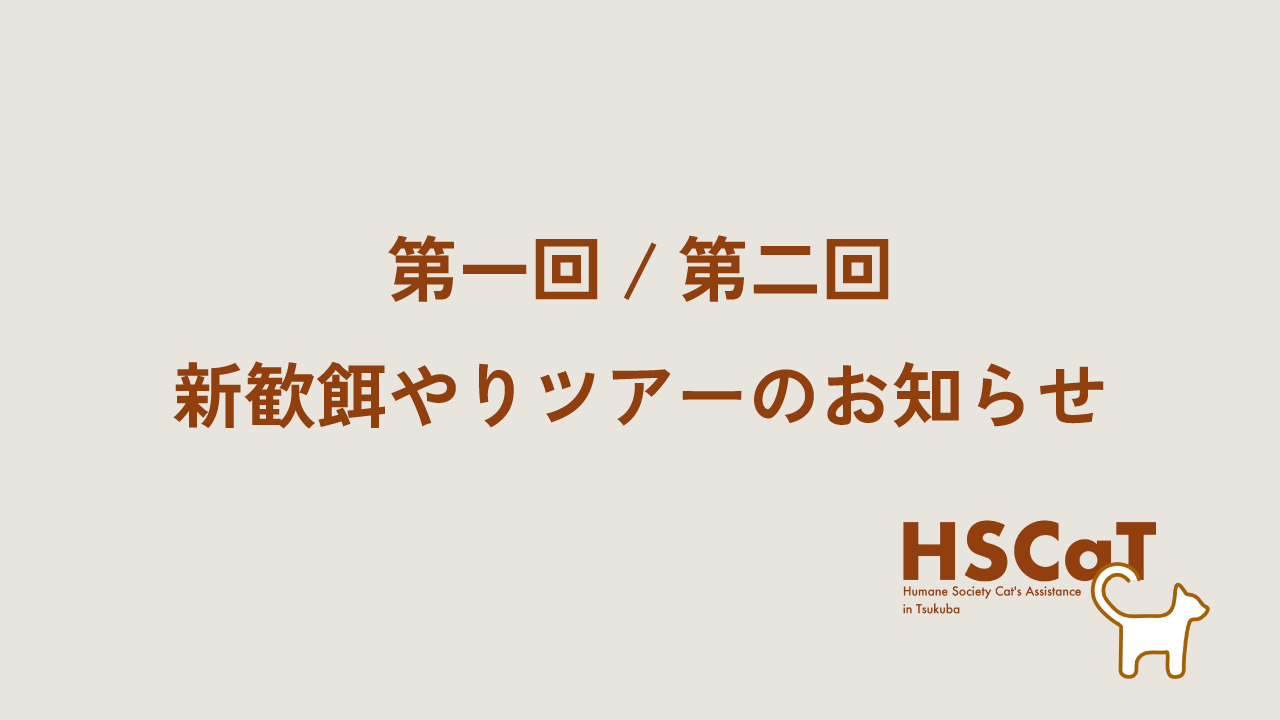 第一回 / 第二回
新歓餌やりツアーのお知らせ
HSCaT
Humane Society Cat's Assistance
in Tsukuba